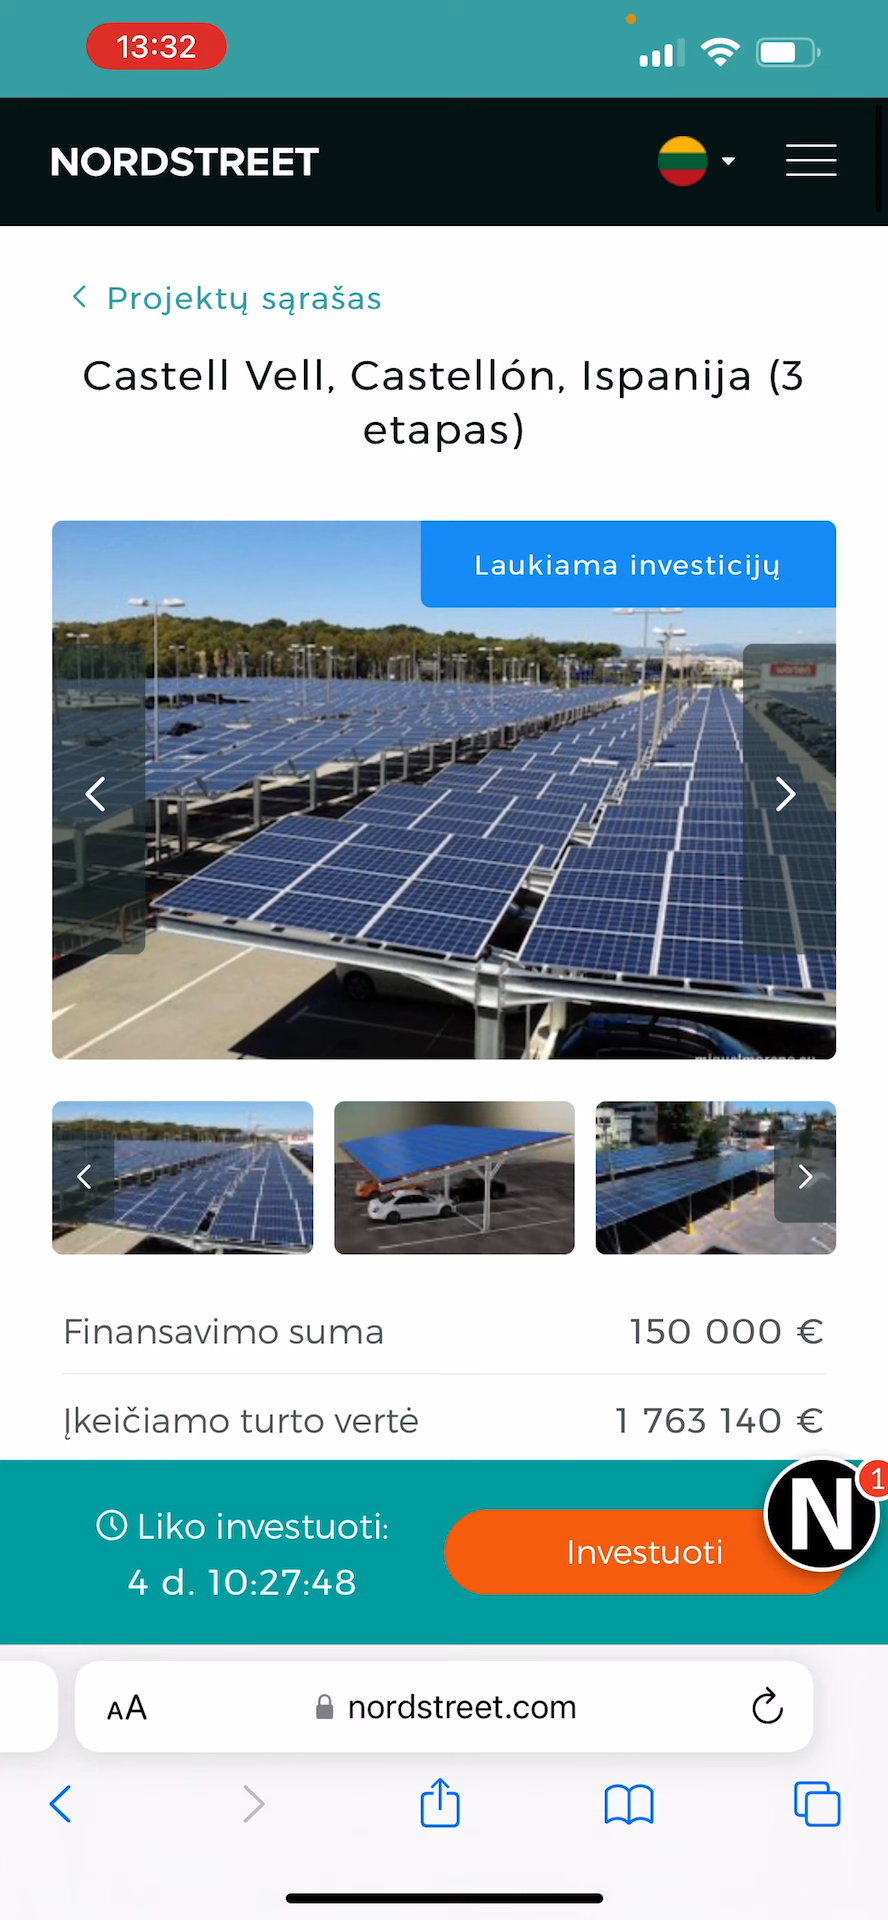 13:32
NORDSTREET
Projektų sąrašas
Castell Vell, Castellón, Ispanija (3
etapas)
Laukiama investicijų
worten
Finansavimo suma 150 000 €
Įkeičiamo turto vertė 1 763 140 €
Liko investuoti:
4 d. 10:27:48
Investuoti
N
1
AA nordstreet.com